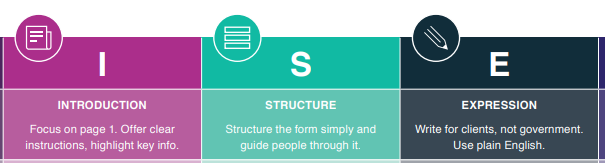 I
S
E
INTRODUCTION
Focus on page 1. Offer clear
instructions, highlight key info.
STRUCTURE
Structure the form simply and
guide people through it.
EXPRESSION
Write for clients, not government.
Use plain English.